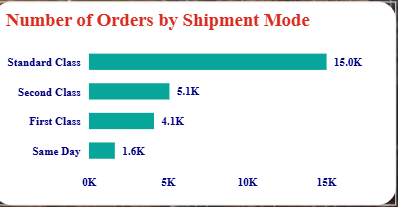 Number of Orders by Shipment Mode
Standard Class 15.0K
Second Class 5.1K
First Class 4.1K
Same Day 1.6K
0K 5K 10K 15K